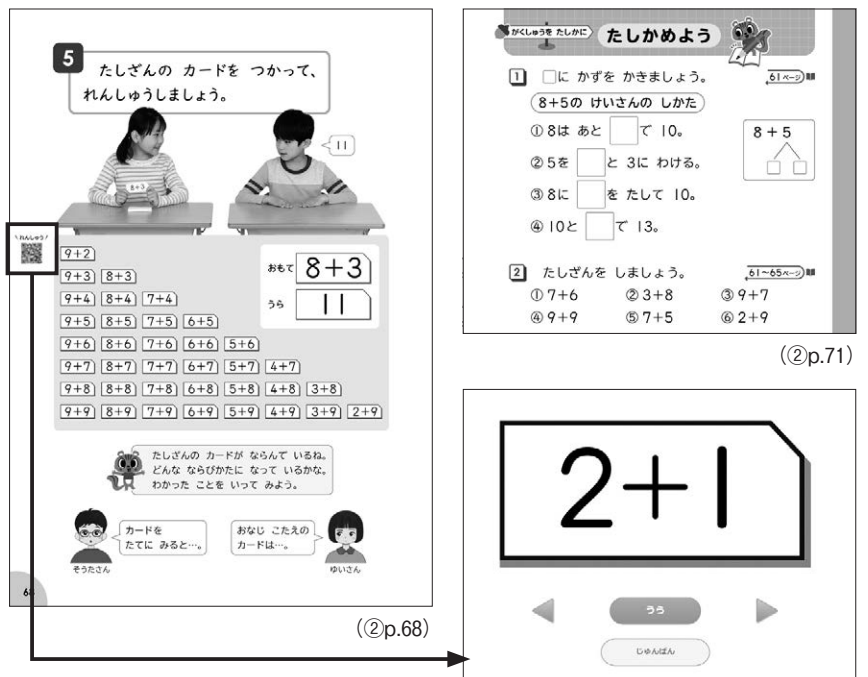 5
たしざんの カードを つかって、
れんしゅうしましょう。
8+3
11
れんしゅう
おもて 8+3
うら 11
9+2
9+3 8+3
9+4 8+4 7+4
9+5 8+5 7+5 6+5
9+6 8+6 7+6 6+6 5+6
9+7 8+7 7+7 6+7 5+7 4+7
9+8 8+8 7+8 6+8 5+8 4+8 3+8
9+9 8+9 7+9 6+9 5+9 4+9 3+9 2+9
たしざんの カードが ならんで いるね。
どんな ならびかたに なって いるかな。
わかった ことを いって みよう。
カードを
たてに みると…。
そうたさん
おなじ こたえの
カードは…。
ゆいさん
68
(②p.68)
がくしゅうを たしかに
たしかめよう
1 □に かずを かきましょう。
61ページ
8+5の けいさんの しかた
① 8は あと □で 10。
② 5を □と 3に わける。
③ 8に □を たして 10。
④ 10と □で 13。
8+5
2 たしざんを しましょう。
61~65ページ
① 7+6 ② 3+8 ③ 9+7
④ 9+9 ⑤ 7+5 ⑥ 2+9
(②p.71)
2+1
うら
じゅんばん